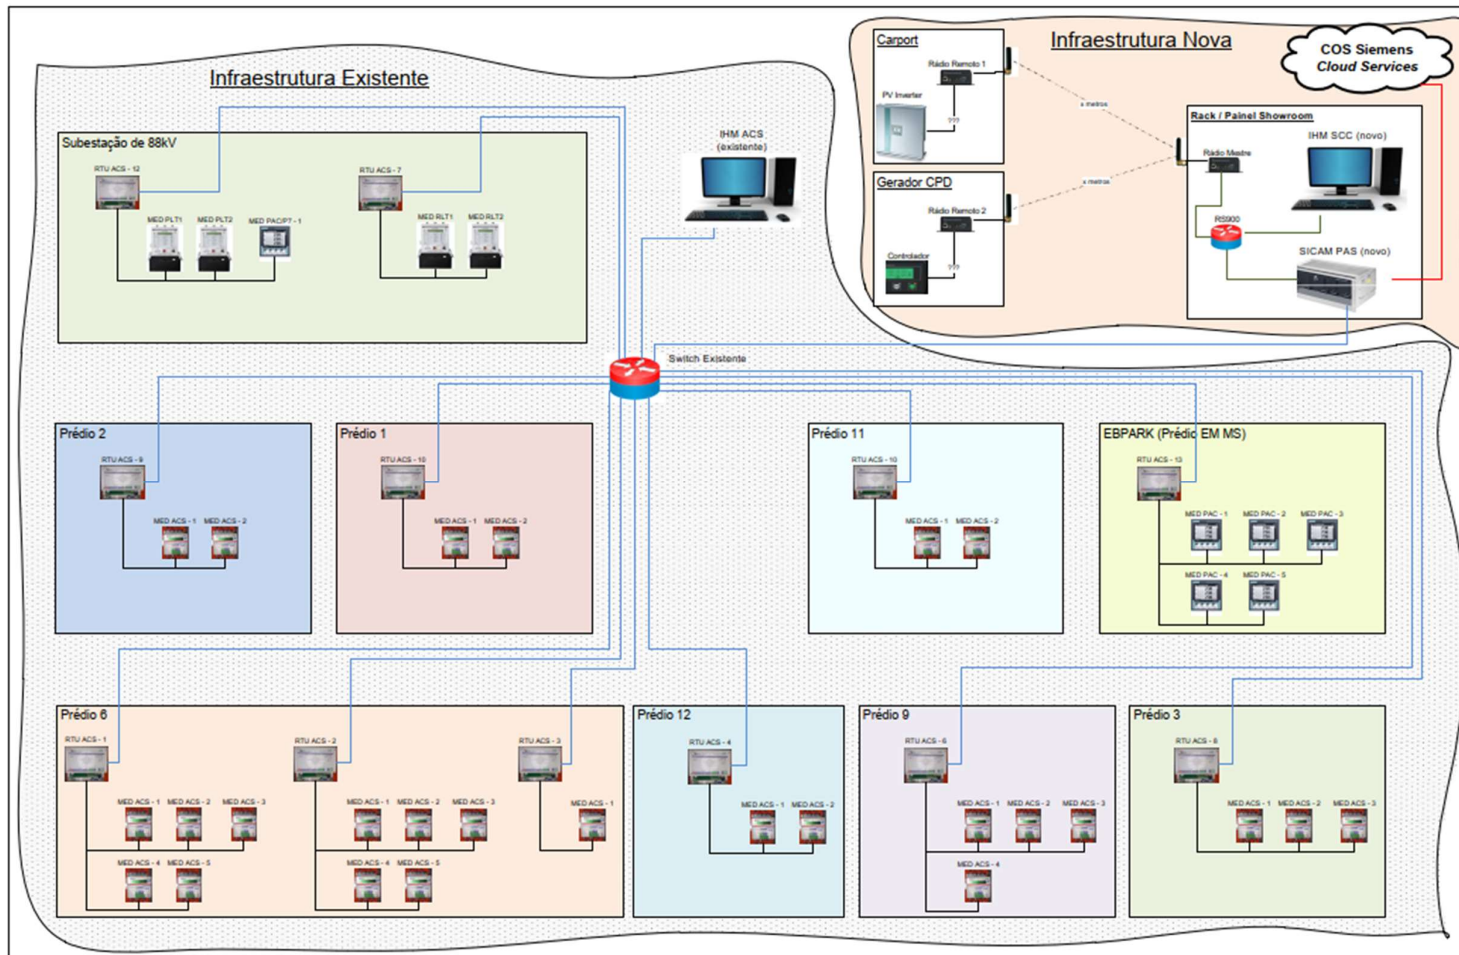 Infraestrutura Existente
Subestação de 88kV
RTU ACS - 12
MED PLT1
MED PLT2
MED PAC/PT - 1
RTU ACS - 7
MED RLT1
MED RLT2
IHM ACS
(existente)
Infraestrutura Nova
COS Siemens
Cloud Services
Carport
Rádio Remoto 1
PV Inverter
???
x metros
Gerador CPD
Rádio Remoto 2
Controlador
???
x metros
Rack / Painel Showroom
IHM SCC (novo)
Rádio Mestre
RS900
SICAM PAS (novo)
Switch Existente
Prédio 2
RTU ACS - 9
MED ACS - 1
MED ACS - 2
Prédio 1
RTU ACS - 10
MED ACS - 1
MED ACS - 2
Prédio 11
RTU ACS - 10
MED ACS - 1
MED ACS - 2
EBPARK (Prédio EM MS)
RTU ACS - 13
MED PAC - 1
MED PAC - 2
MED PAC - 3
MED PAC - 4
MED PAC - 5
Prédio 6
RTU ACS - 1
MED ACS - 1
MED ACS - 2
MED ACS - 3
MED ACS - 4
MED ACS - 5
RTU ACS - 2
MED ACS - 1
MED ACS - 2
MED ACS - 3
MED ACS - 4
MED ACS - 5
RTU ACS - 3
MED ACS - 1
Prédio 12
RTU ACS - 4
MED ACS - 1
MED ACS - 2
Prédio 9
RTU ACS - 6
MED ACS - 1
MED ACS - 2
MED ACS - 3
MED ACS - 4
Prédio 3
RTU ACS - 8
MED ACS - 1
MED ACS - 2
MED ACS - 3